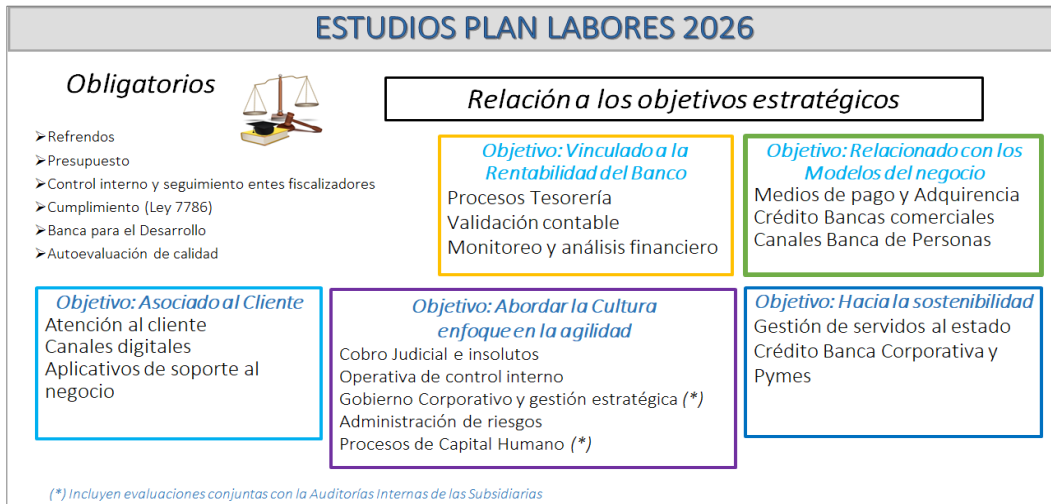 ESTUDIOS PLAN LABORES 2026
Obligatorios
➤Refrendos
➤Presupuesto
➤Control interno y seguimiento entes fiscalizadores
➤Cumplimiento (Ley 7786)
➤Banca para el Desarrollo
➤Autoevaluación de calidad
Relación a los objetivos estratégicos
Objetivo: Vinculado a la
Rentabilidad del Banco
Procesos Tesorería
Validación contable
Monitoreo y análisis financiero
Objetivo: Relacionado con los
Modelos del negocio
Medios de pago y Adquirencia
Crédito Bancas comerciales
Canales Banca de Personas
Objetivo: Asociado al Cliente
Atención al cliente
Canales digitales
Aplicativos de soporte al
negocio
Objetivo: Abordar la Cultura
enfoque en la agilidad
Cobro Judicial e insolutos
Operativa de control interno
Gobierno Corporativo y gestión estratégica (*)
Administración de riesgos
Procesos de Capital Humano (*)
Objetivo: Hacia la sostenibilidad
Gestión de servidos al estado
Crédito Banca Corporativa y
Pymes
(*) Incluyen evaluaciones conjuntas con la Auditorías Internas de las Subsidiarias